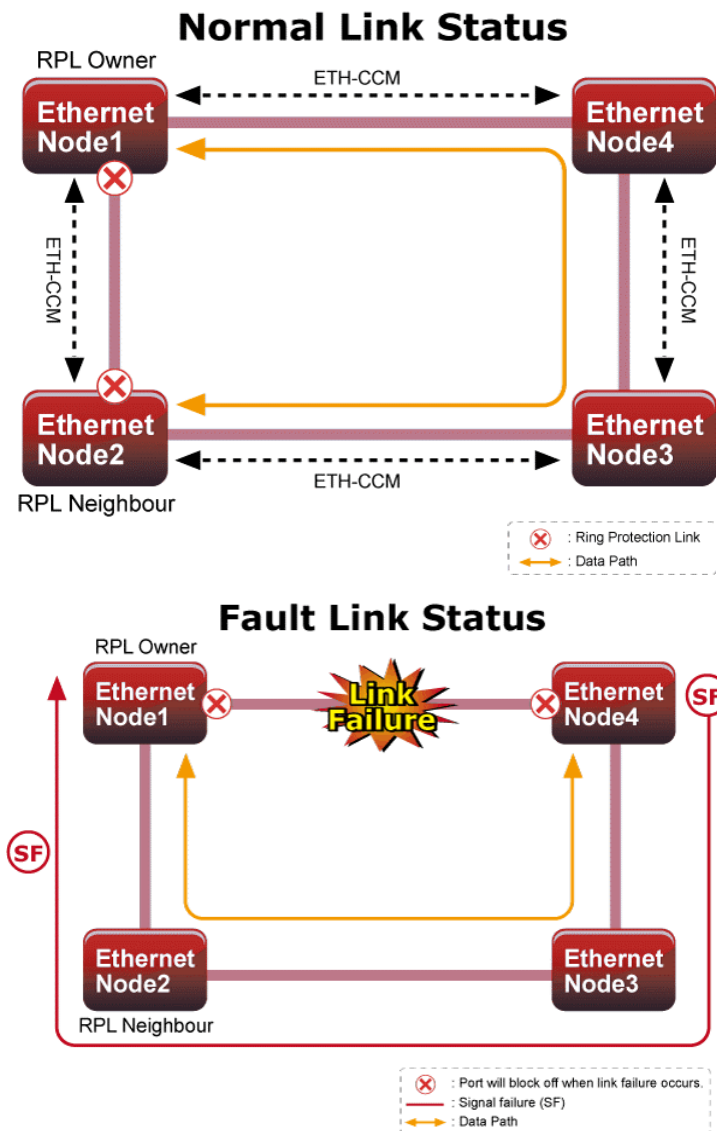 Normal Link Status
RPL Owner
ETH-CCM
Ethernet
Node1
Ethernet
Node4
ETH-CCM
ETH-CCM
Ethernet
Node2
Ethernet
Node3
RPL Neighbour
ETH-CCM
: Ring Protection Link
: Data Path
Fault Link Status
RPL Owner
Ethernet
Node1
Link
Failure
Ethernet
Node4
SF
SF
Ethernet
Node2
Ethernet
Node3
RPL Neighbour
: Port will block off when link failure occurs.
: Signal failure (SF)
: Data Path